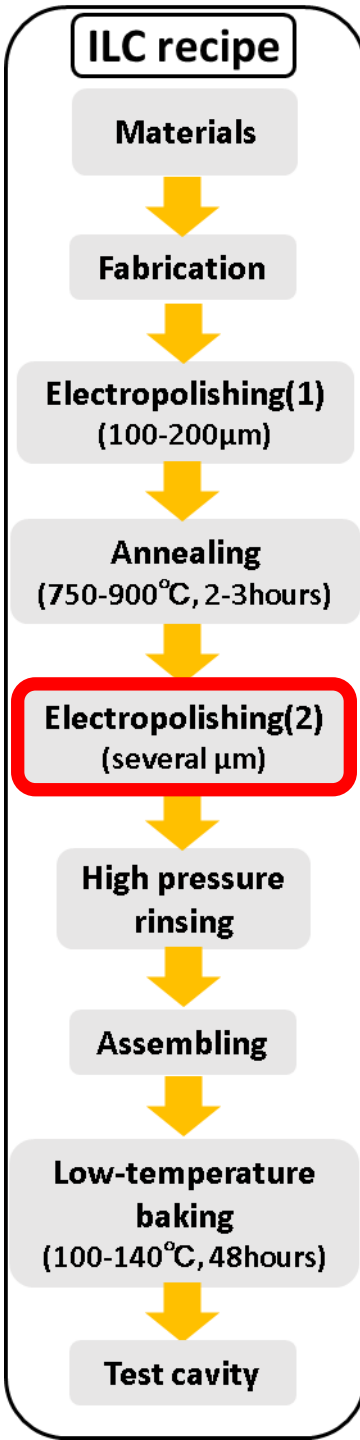 ILC recipe
Materials
Fabrication
Electropolishing(1)
(100-200μm)
Annealing
(750-900℃, 2-3hours)
Electropolishing(2)
(several μm)
High pressure
rinsing
Assembling
Low-temperature
baking
(100-140℃, 48hours)
Test cavity